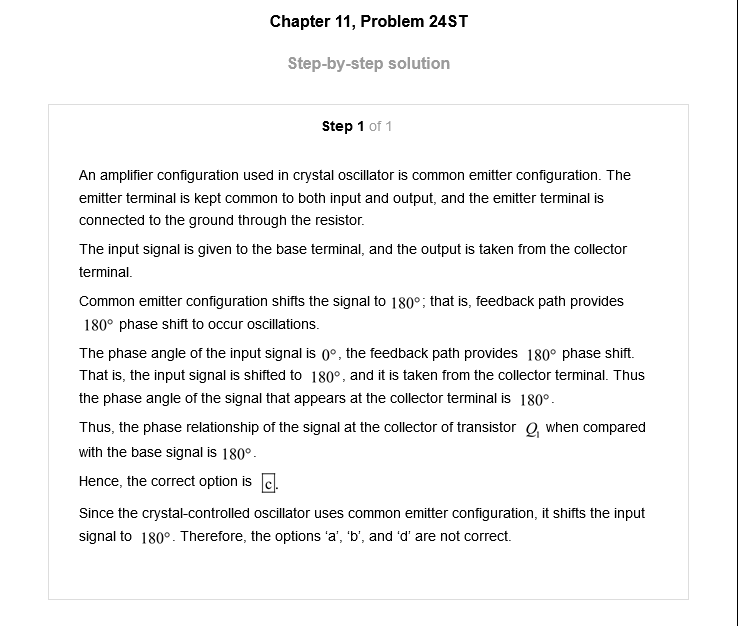 Chapter 11, Problem 24ST
Step-by-step solution
Step 1 of 1
An amplifier configuration used in crystal oscillator is common emitter configuration. The
emitter terminal is kept common to both input and output, and the emitter terminal is
connected to the ground through the resistor.
The input signal is given to the base terminal, and the output is taken from the collector
terminal.
Common emitter configuration shifts the signal to 180°; that is, feedback path provides
180° phase shift to occur oscillations.
The phase angle of the input signal is 0°, the feedback path provides 180° phase shift.
That is, the input signal is shifted to 180°, and it is taken from the collector terminal. Thus
the phase angle of the signal that appears at the collector terminal is 180°.
Thus, the phase relationship of the signal at the collector of transistor Q₁ when compared
with the base signal is 180°.
Hence, the correct option is c.
Since the crystal-controlled oscillator uses common emitter configuration, it shifts the input
signal to 180°. Therefore, the options ‘a’, ‘b’, and ‘d’ are not correct.